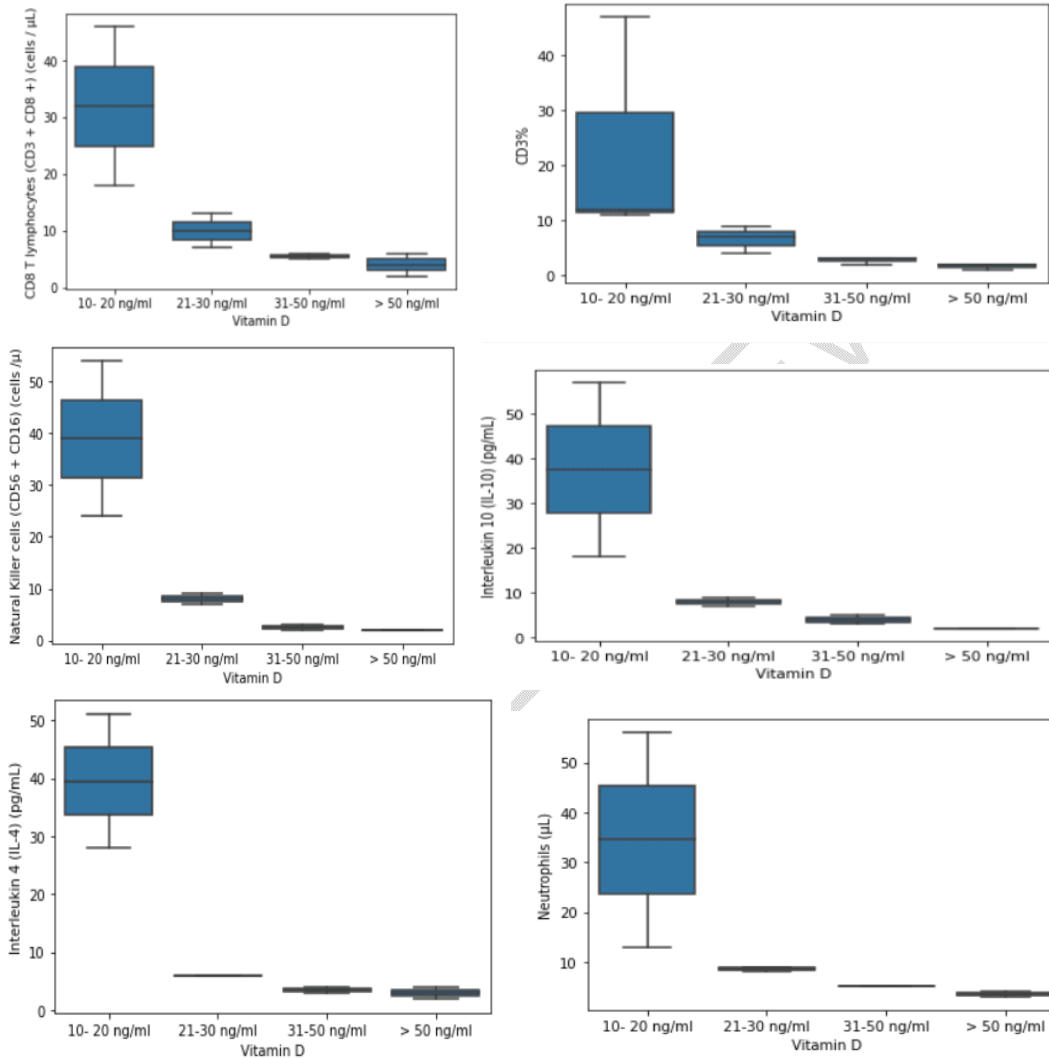 CD8 T lymphocytes (CD3 + CD8 +) (cells / μL)
40
30
20
10
0
10- 20 ng/ml 21-30 ng/ml 31-50 ng/ml > 50 ng/ml
Vitamin D
CD3%
40
30
20
10
0
10- 20 ng/ml 21-30 ng/ml 31-50 ng/ml > 50 ng/ml
Vitamin D
Natural Killer cells (CD56 + CD16) (cells /μ)
50
40
30
20
10
0
10- 20 ng/ml 21-30 ng/ml 31-50 ng/ml > 50 ng/ml
Vitamin D
Interleukin 10 (IL-10) (pg/mL)
50
40
30
20
10
0
10- 20 ng/ml 21-30 ng/ml 31-50 ng/ml > 50 ng/ml
Vitamin D
Interleukin 4 (IL-4) (pg/mL)
50
40
30
20
10
0
10- 20 ng/ml 21-30 ng/ml 31-50 ng/ml > 50 ng/ml
Vitamin D
Neutrophils (μL)
50
40
30
20
10
10- 20 ng/ml 21-30 ng/ml 31-50 ng/ml > 50 ng/ml
Vitamin D